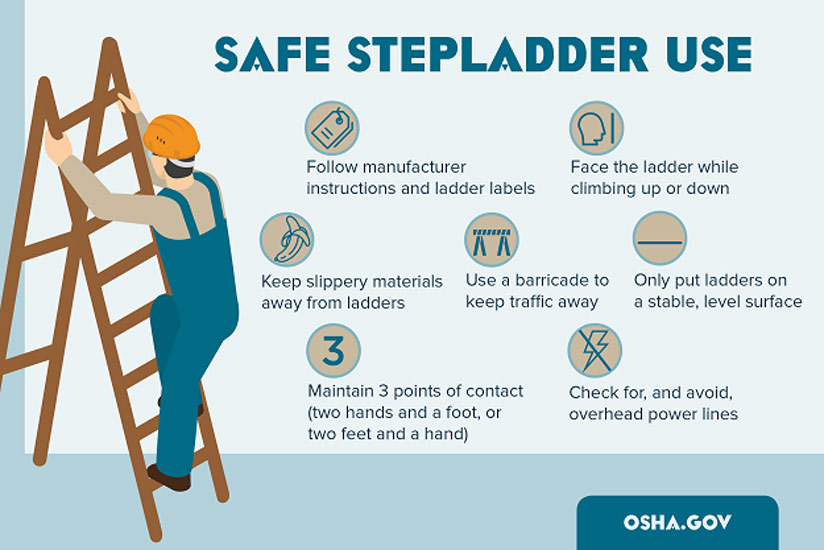 SAFE STEPLADDER USE
Follow manufacturer
instructions and ladder labels
Face the ladder while
climbing up or down
Keep slippery materials
away from ladders
Use a barricade to
keep traffic away
Only put ladders on
a stable, level surface
3
Maintain 3 points of contact
(two hands and a foot, or
two feet and a hand)
Check for, and avoid,
overhead power lines
OSHA.GOV